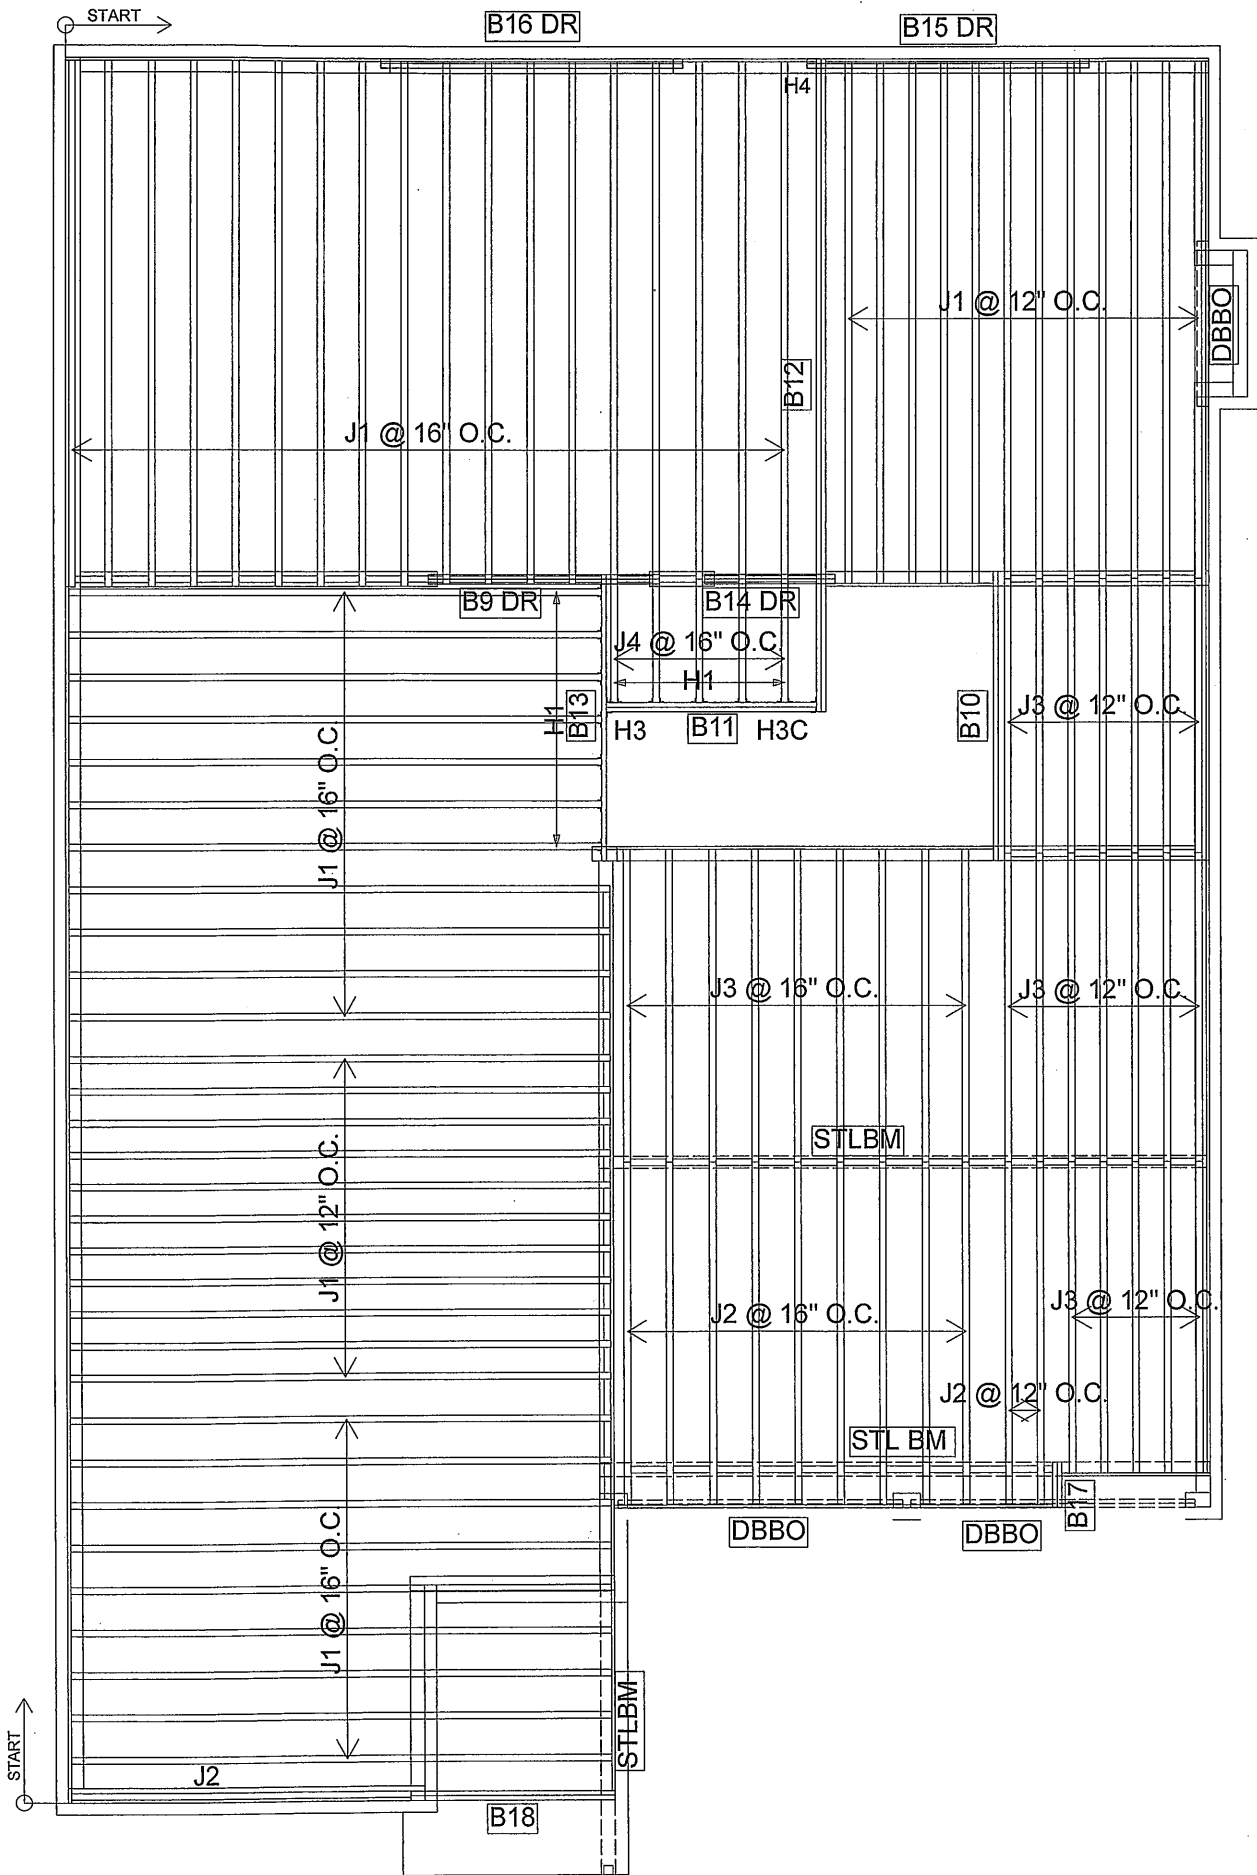 START
B16 DR
B15 DR
H4
J1 @ 12" O.C.
DBBO
B12
J1 @ 16" O.C.
B9 DR
B14 DR
J4 @ 16" O.C.
H1
H1
B13
B10
J3 @ 12" O.C.
H3
B11
H3C
J1 @ 16" O.C.
J3 @ 16" O.C.
J3 @ 12" O.C.
STLBM
J1 @ 12" O.C.
J2 @ 16" O.C.
J3 @ 12" O.C.
J2 @ 12" O.C.
STL BM
B17
DBBO
DBBO
J1 @ 16" O.C
STLBM
START
J2
B18